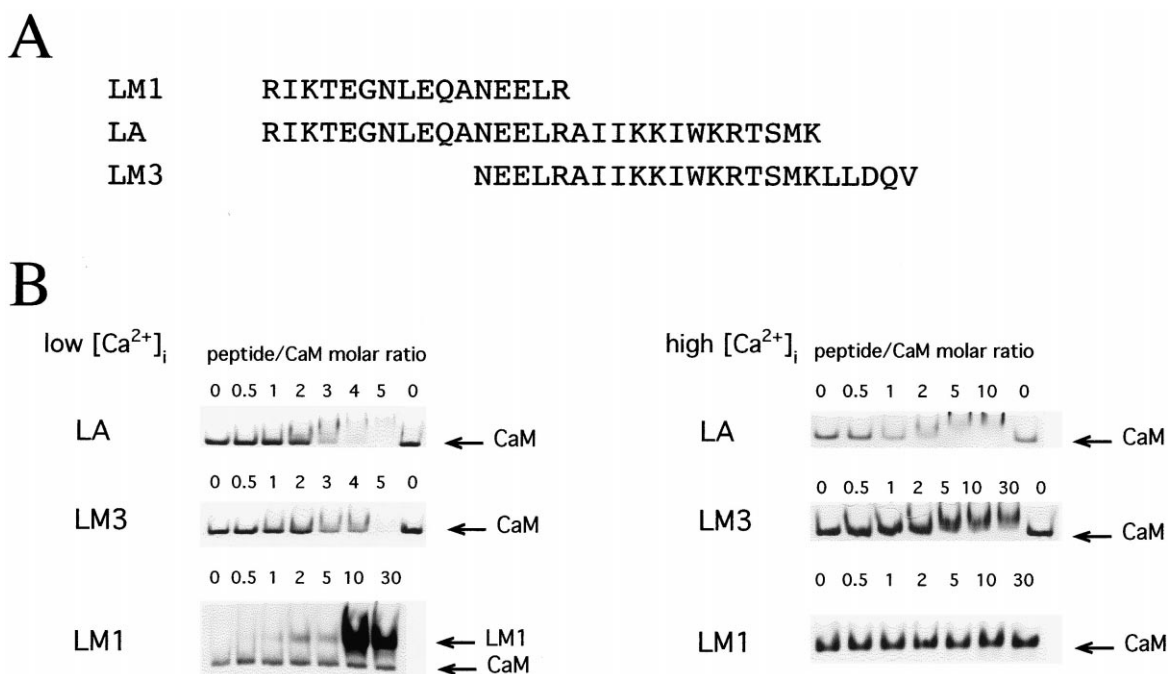 A
LM1 RIKTEGNLEQANEELR
LA RIKTEGNLEQANEELRAIIKKIWKRTSMK
LM3 NEELRAIIKKIWKRTSMKLLDQV
B
low [Ca2+]i peptide/CaM molar ratio
0 0.5 1 2 3 4 5 0
LA ← CaM
0 0.5 1 2 3 4 5 0
LM3 ← CaM
0 0.5 1 2 5 10 30
LM1 ← LM1
← CaM
high [Ca2+]i peptide/CaM molar ratio
0 0.5 1 2 5 10 0
LA ← CaM
0 0.5 1 2 5 10 30 0
LM3 ← CaM
0 0.5 1 2 5 10 30
LM1 ← CaM